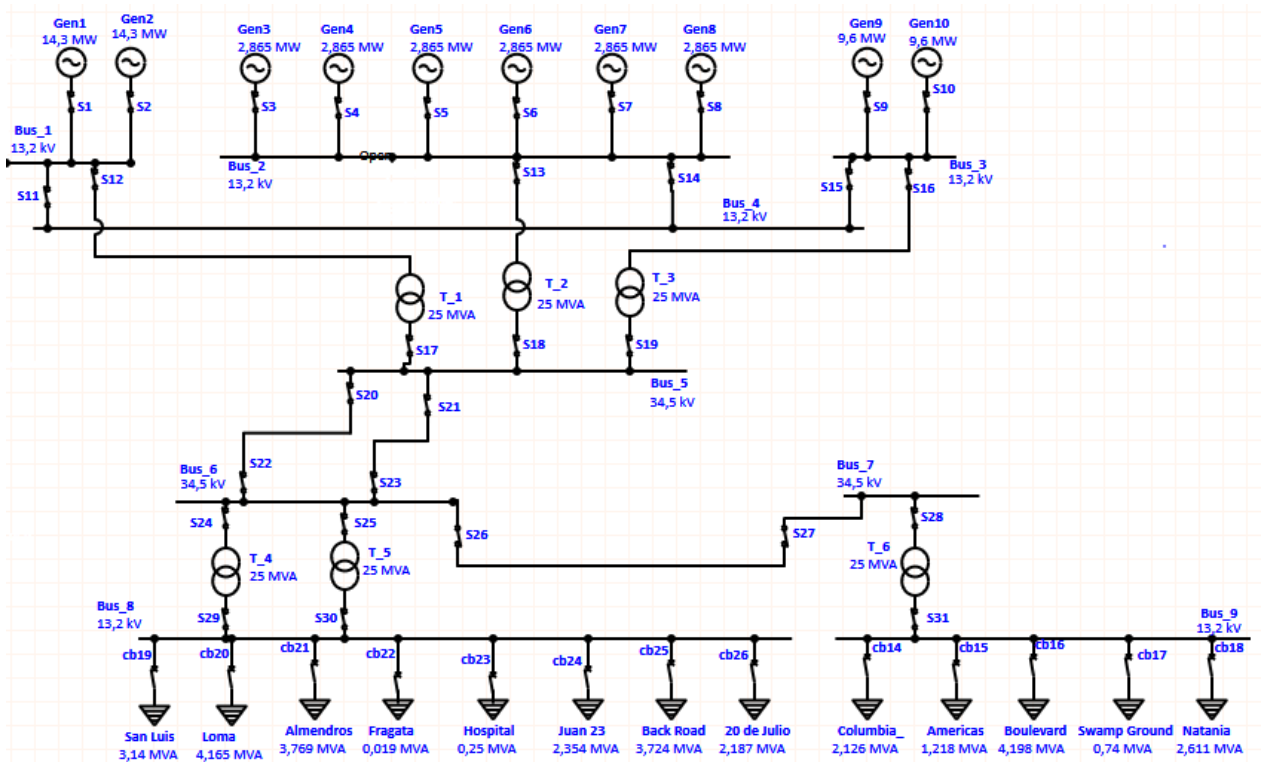 Gen1
14,3 MW
Gen2
14,3 MW
Gen3
2,865 MW
Gen4
2,865 MW
Gen5
2,865 MW
Gen6
2,865 MW
Gen7
2,865 MW
Gen8
2,865 MW
Gen9
9,6 MW
Gen10
9,6 MW
S1
S2
S3
S4
S5
S6
S7
S8
S9
S10
Bus_1
13,2 kV
Open
Bus_2
13,2 kV
Bus_3
13,2 kV
S11
S12
S13
S14
S15
S16
Bus_4
13,2 kV
T_1
25 MVA
T_2
25 MVA
T_3
25 MVA
S17
S18
S19
Bus_5
34,5 kV
S20
S21
S22
S23
Bus_6
34,5 kV
Bus_7
34,5 kV
S24
S25
S26
S27
S28
T_4
25 MVA
T_5
25 MVA
T_6
25 MVA
S29
S30
S31
Bus_8
13,2 kV
Bus_9
13,2 kV
cb19
cb20
cb21
cb22
cb23
cb24
cb25
cb26
cb14
cb15
cb16
cb17
cb18
San Luis
3,14 MVA
Loma
4,165 MVA
Almendros
3,769 MVA
Fragata
0,019 MVA
Hospital
0,25 MVA
Juan 23
2,354 MVA
Back Road
3,724 MVA
20 de Julio
2,187 MVA
Columbia_
2,126 MVA
Americas
1,218 MVA
Boulevard
4,198 MVA
Swamp Ground
0,74 MVA
Natania
2,611 MVA